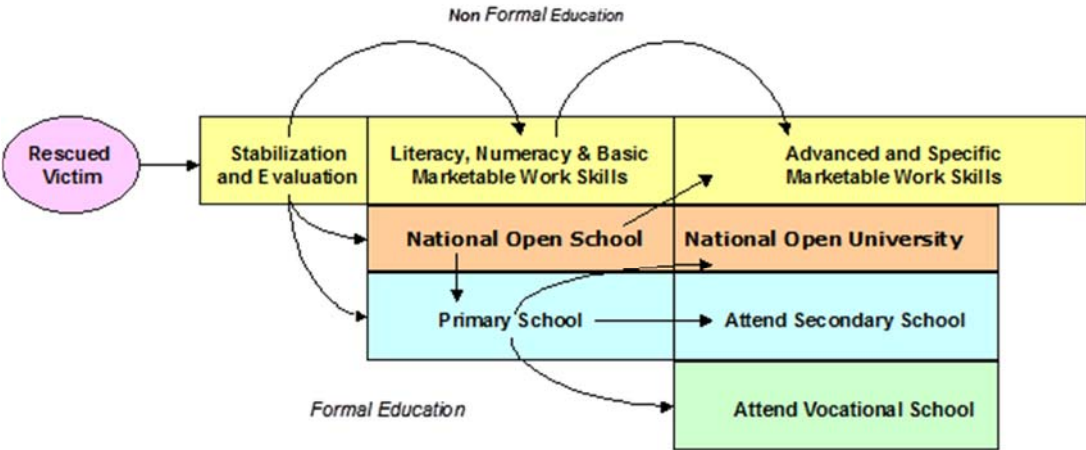 Non Formal Education
Rescued
Victim
Stabilization
and Evaluation
Literacy, Numeracy & Basic
Marketable Work Skills
Advanced and Specific
Marketable Work Skills
National Open School
National Open University
Primary School
Attend Secondary School
Formal Education
Attend Vocational School